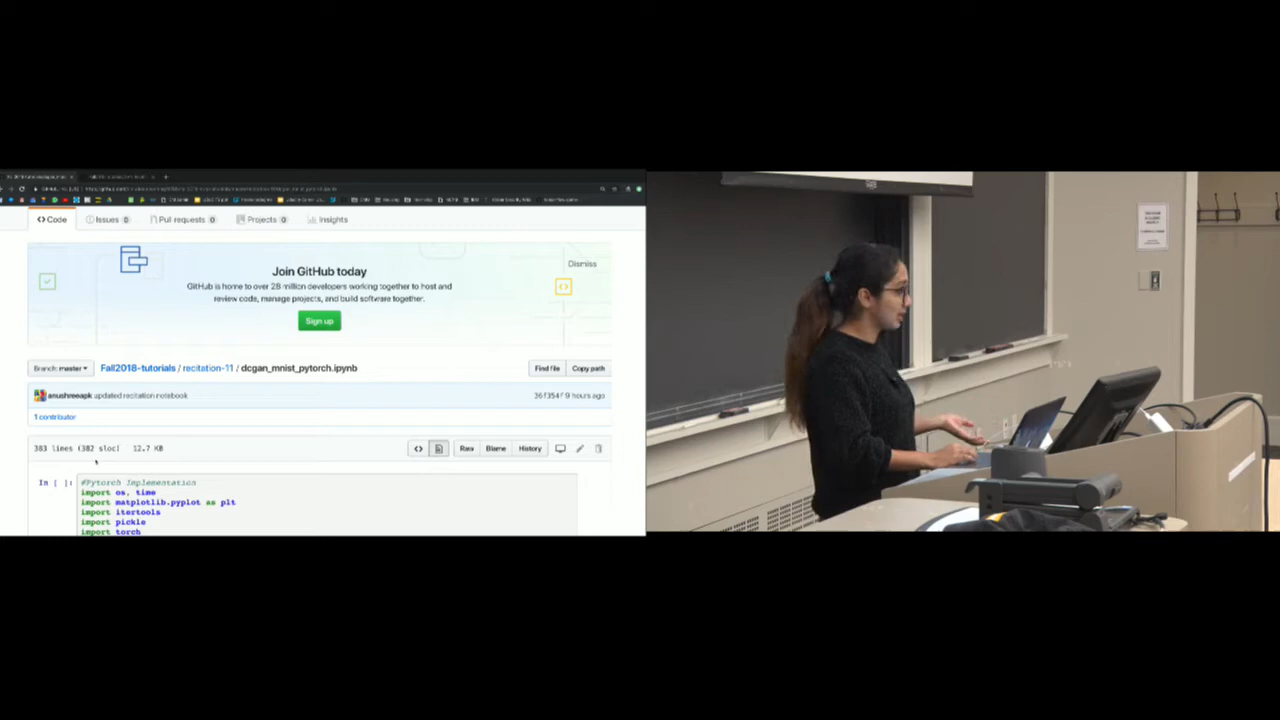 Code Issues 0 Pull requests 0 Projects 0 Insights
Join GitHub today
Dismiss
GitHub is home to over 28 million developers working together to host and
review code, manage projects, and build software together.
Sign up
Branch: master Fall2018-tutorials / recitation-11 / dcgan_mnist_pytorch.ipynb Find file Copy path
anushreeapk updated recitation notebook 36f354f 9 hours ago
1 contributor
383 lines (382 sloc) 12.7 KB Raw Blame History
In [ ]: #Pytorch Implementation
import os, time
import matplotlib.pyplot as plt
import itertools
import pickle
import torch